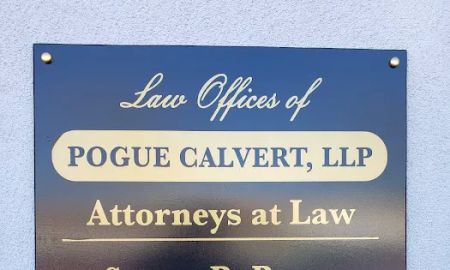 Law Offices of
POGUE CALVERT, LLP
Attorneys at Law